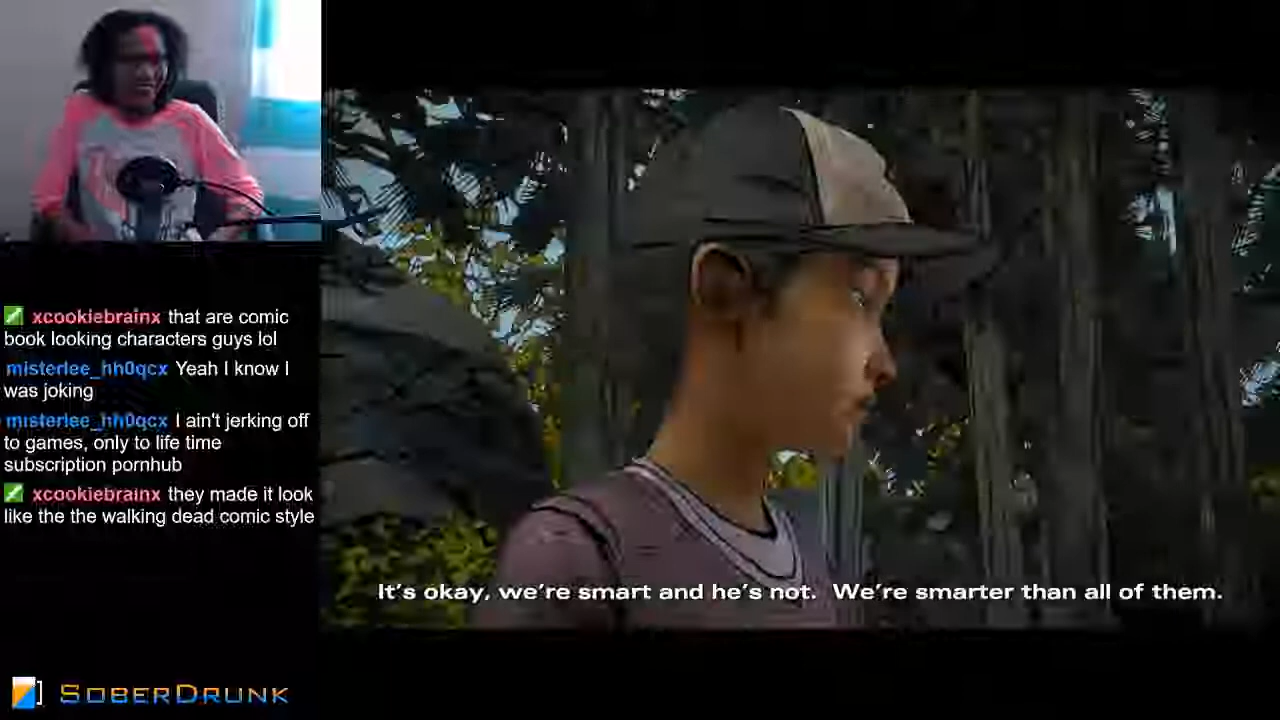 xcookiebrainx that are comic
book looking characters guys lol
misterlee_hh0qcx Yeah I know I
was joking
misterlee_hh0qcx I ain't jerking off
to games, only to life time
subscription pornhub
xcookiebrainx they made it look
like the the walking dead comic style
It's okay, we're smart and he's not.  We're smarter than all of them.
SOBERDRUNK